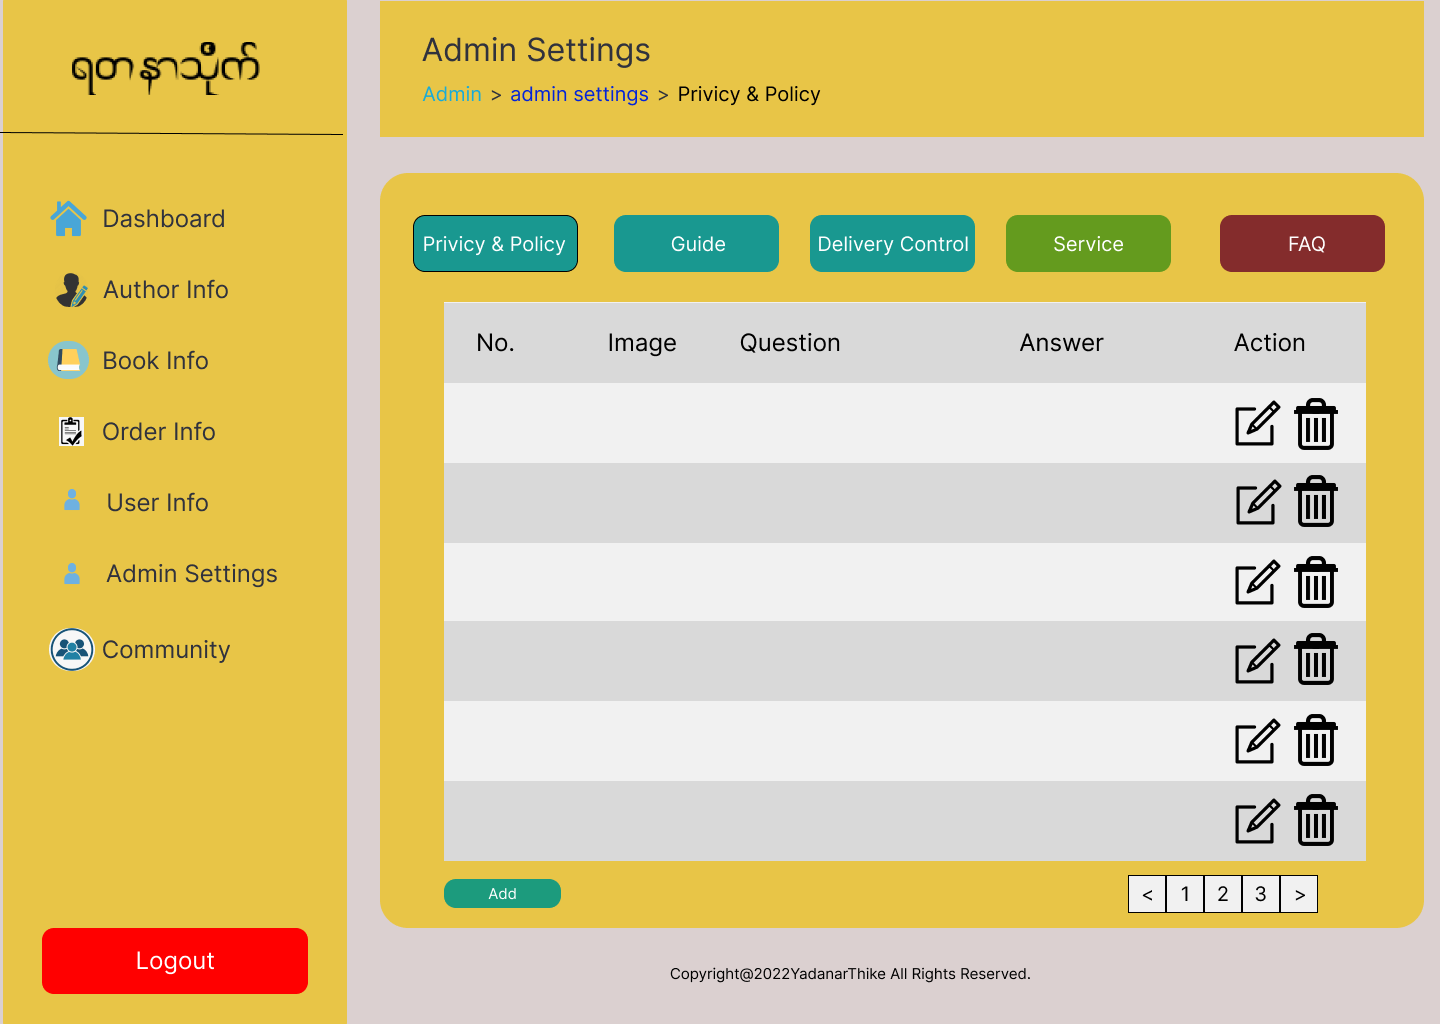 ရတနာသိုက်
Admin Settings
Admin > admin settings > Privicy & Policy
Dashboard
Author Info
Book Info
Order Info
User Info
Admin Settings
Community
Logout
Privicy & Policy
Guide
Delivery Control
Service
FAQ
No. Image Question Answer Action
Add
< 1 2 3 >
Copyright@2022YadanarThike All Rights Reserved.